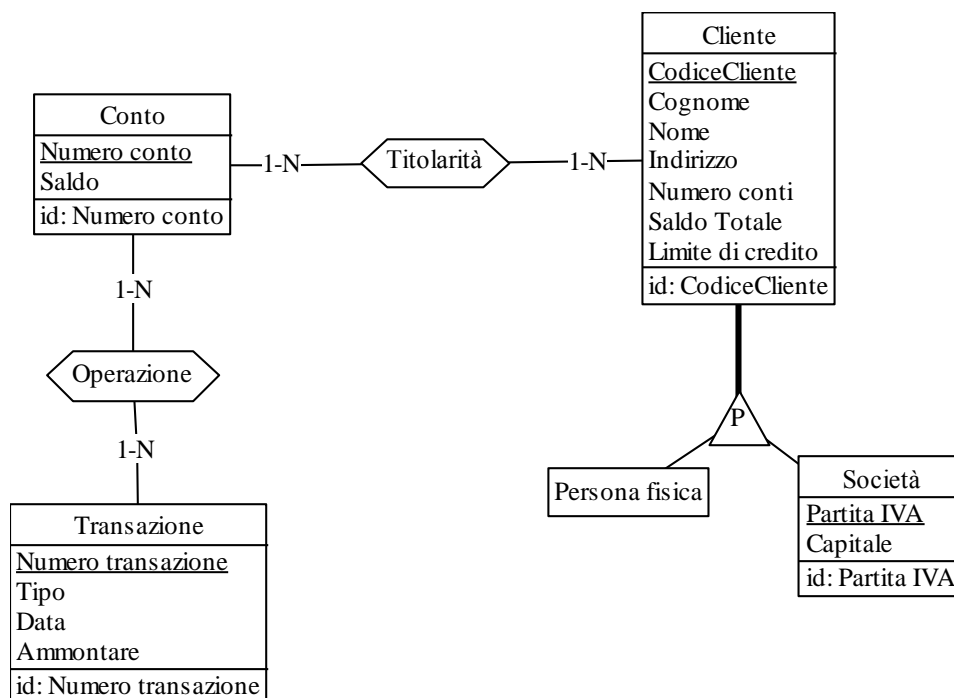 Cliente
CodiceCliente
Cognome
Nome
Indirizzo
Numero conti
Saldo Totale
Limite di credito
id: CodiceCliente
Conto
Numero conto
Saldo
id: Numero conto
1-N
Titolarità
1-N
1-N
Operazione
1-N
P
Persona fisica
Società
Partita IVA
Capitale
id: Partita IVA
Transazione
Numero transazione
Tipo
Data
Ammontare
id: Numero transazione